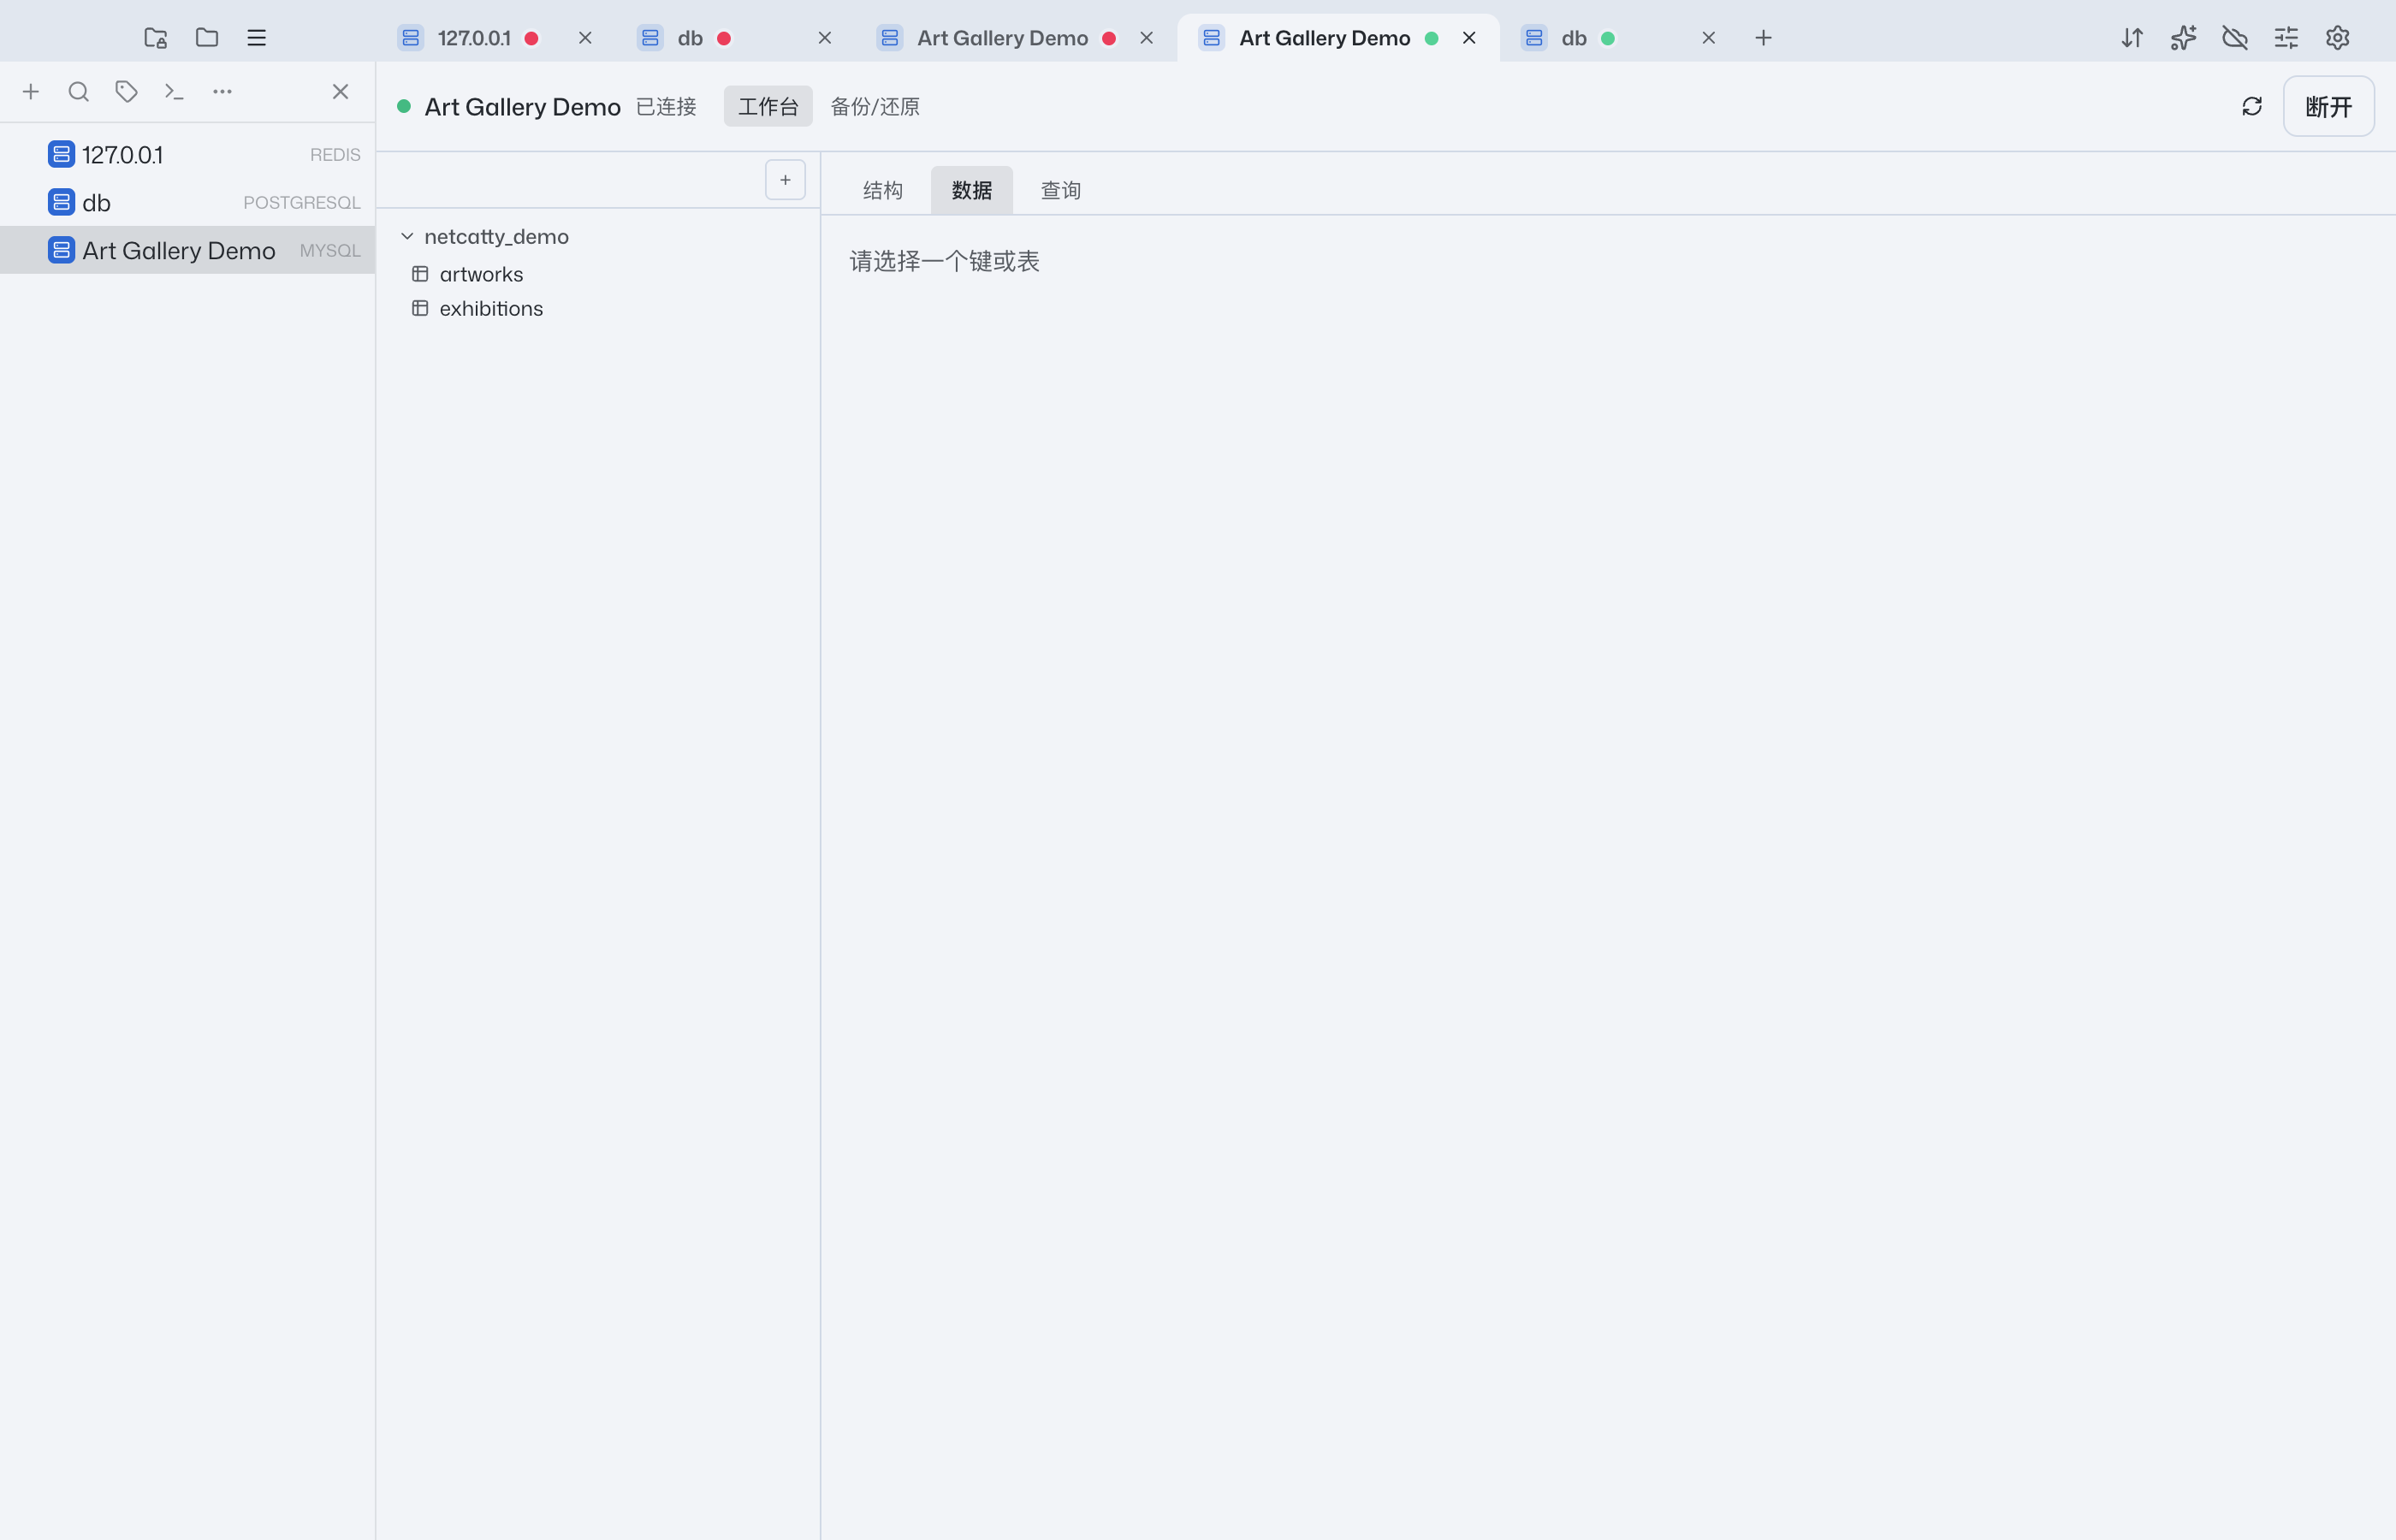 127.0.0.1
db
Art Gallery Demo
Art Gallery Demo
db
127.0.0.1 REDIS
db POSTGRESQL
Art Gallery Demo MYSQL
Art Gallery Demo 已连接 工作台 备份/还原 断开
netcatty_demo
artworks
exhibitions
结构 数据 查询
请选择一个键或表